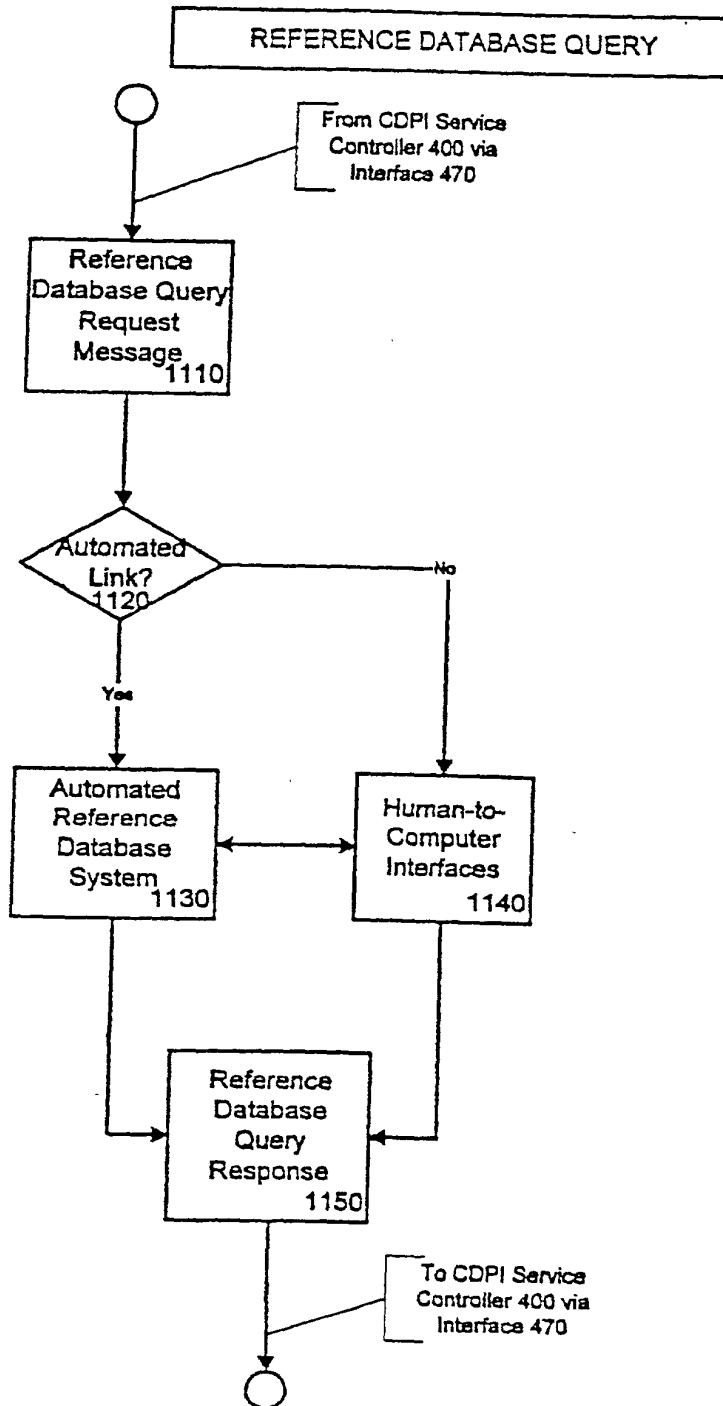 REFERENCE DATABASE QUERY
From CDPI Service
Controller 400 via
Interface 470
Reference
Database Query
Request
Message
1110
Automated
Link?
1120
No
Yes
Automated
Reference
Database
System
1130
Human-to-
Computer
Interfaces
1140
Reference
Database
Query
Response
1150
To CDPI Service
Controller 400 via
Interface 470